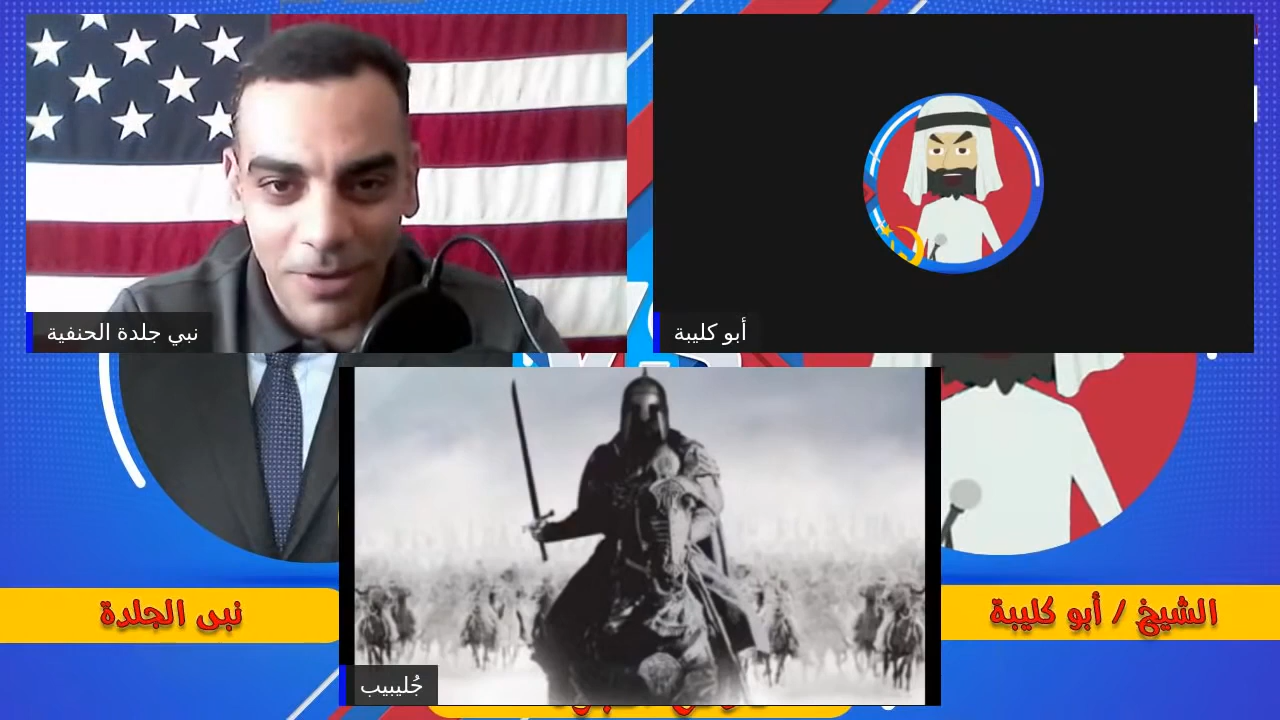 نبي جلدة الحنفية
أبو كليبة
نبى الجلدة
الشيخ / أبو كليبة
جُليبيب